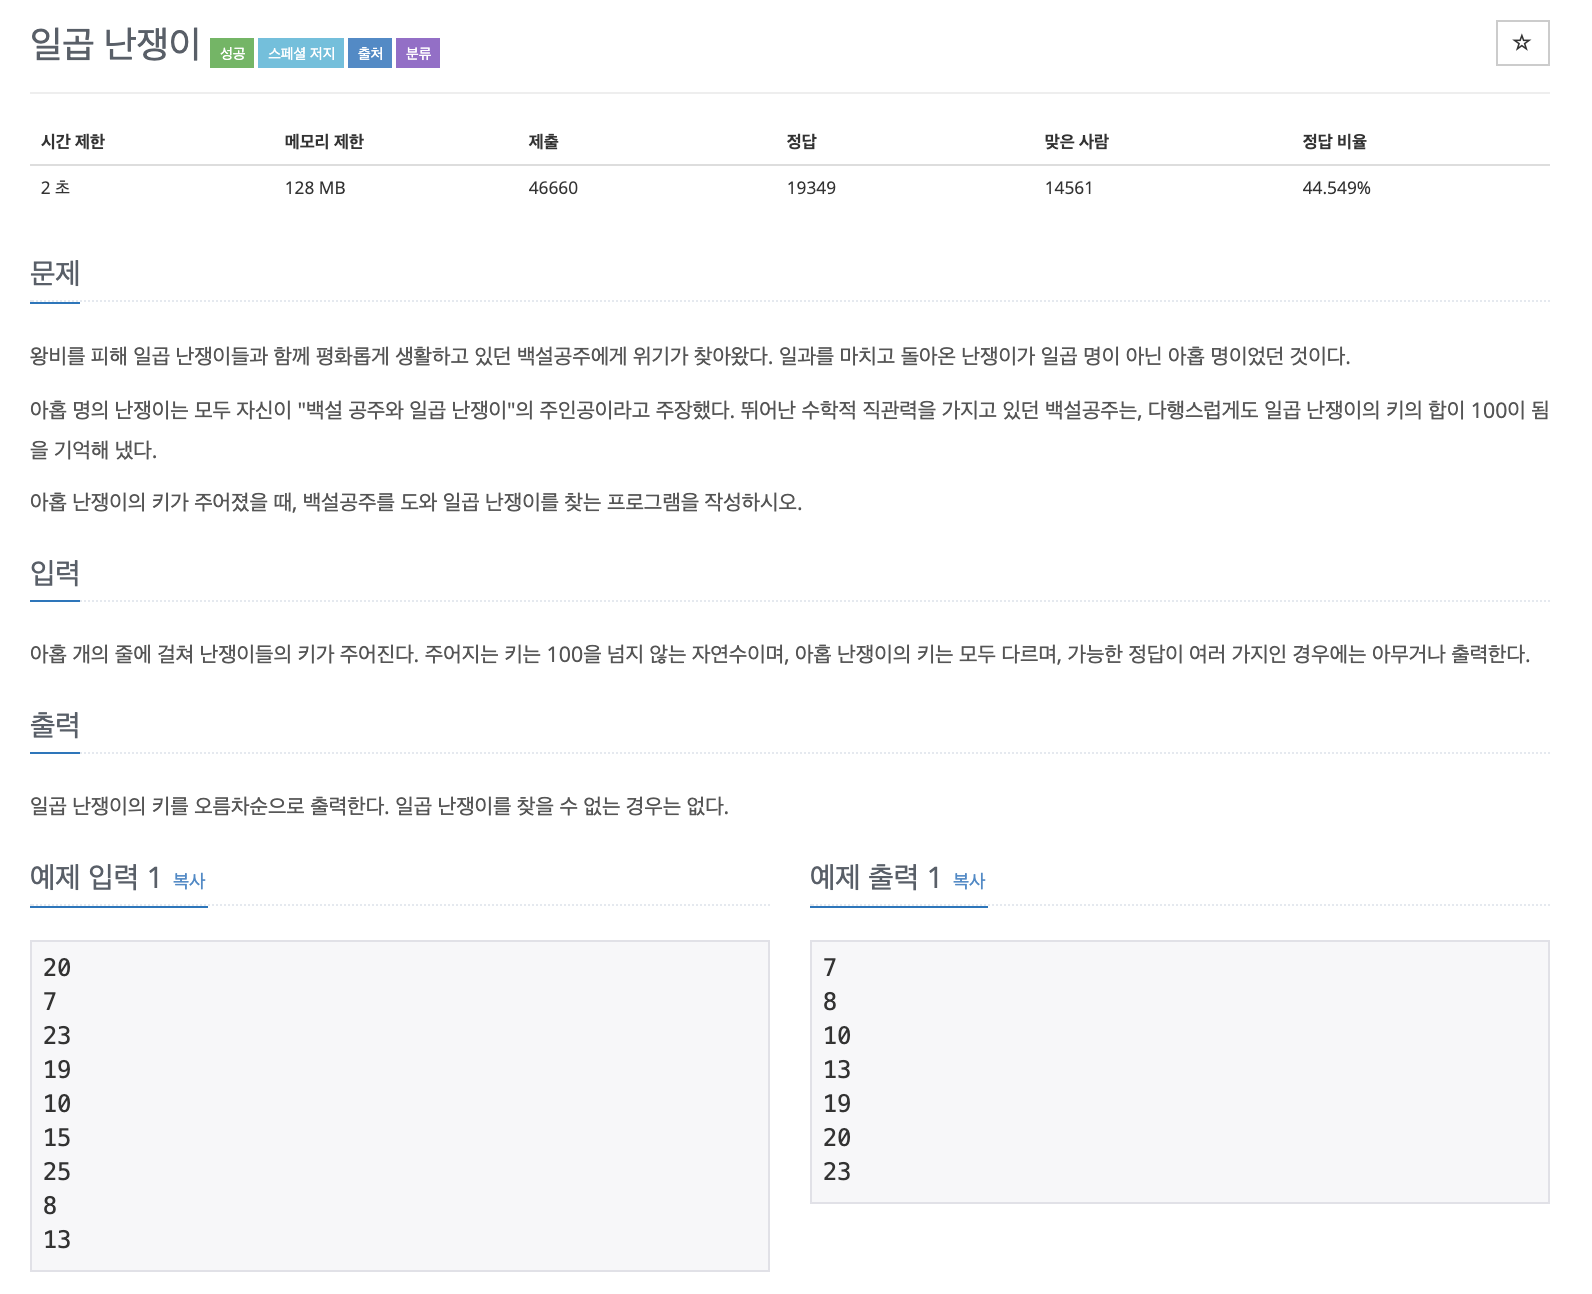 일곱 난쟁이 성공 스페셜 저지 출처 분류 ☆
시간 제한 메모리 제한 제출 정답 맞은 사람 정답 비율
2 초 128 MB 46660 19349 14561 44.549%
문제
왕비를 피해 일곱 난쟁이들과 함께 평화롭게 생활하고 있던 백설공주에게 위기가 찾아왔다. 일과를 마치고 돌아온 난쟁이가 일곱 명이 아닌 아홉 명이었던 것이다.
아홉 명의 난쟁이는 모두 자신이 "백설 공주와 일곱 난쟁이"의 주인공이라고 주장했다. 뛰어난 수학적 직관력을 가지고 있던 백설공주는, 다행스럽게도 일곱 난쟁이의 키의 합이 100이 됨
을 기억해 냈다.
아홉 난쟁이의 키가 주어졌을 때, 백설공주를 도와 일곱 난쟁이를 찾는 프로그램을 작성하시오.
입력
아홉 개의 줄에 걸쳐 난쟁이들의 키가 주어진다. 주어지는 키는 100을 넘지 않는 자연수이며, 아홉 난쟁이의 키는 모두 다르며, 가능한 정답이 여러 가지인 경우에는 아무거나 출력한다.
출력
일곱 난쟁이의 키를 오름차순으로 출력한다. 일곱 난쟁이를 찾을 수 없는 경우는 없다.
예제 입력 1 복사
20
7
23
19
10
15
25
8
13
예제 출력 1 복사
7
8
10
13
19
20
23